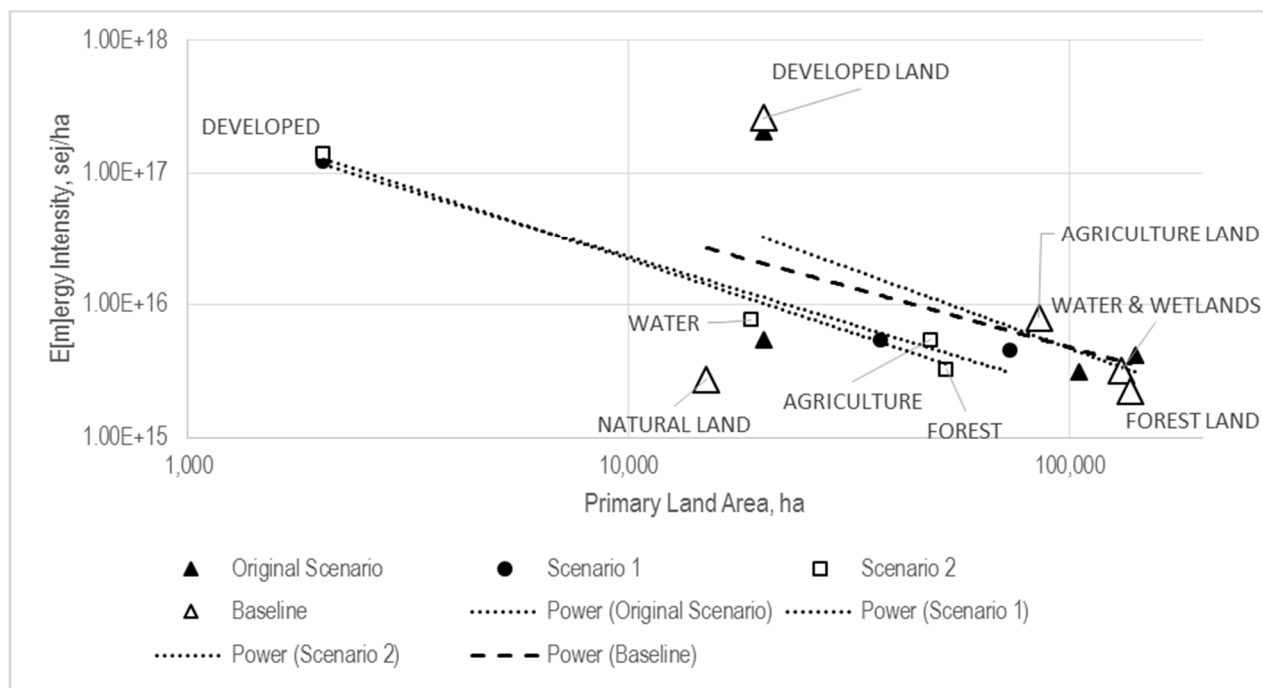 1.00E+18
DEVELOPED LAND
DEVELOPED
1.00E+17
AGRICULTURE LAND
1.00E+16
WATER & WETLANDS
WATER
AGRICULTURE
NATURAL LAND
FOREST
FOREST LAND
1.00E+15
1,000
10,000
100,000
E[m]ergy Intensity, sej/ha
Primary Land Area, ha
Original Scenario
Scenario 1
Scenario 2
Baseline
Power (Original Scenario)
Power (Scenario 1)
Power (Scenario 2)
Power (Baseline)